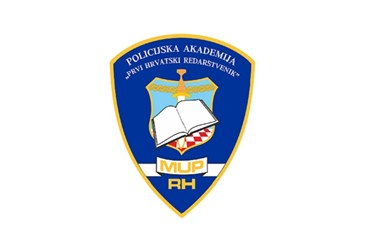 POLICIJSKA AKADEMIJA
„PRVI HRVATSKI REDARSTVENIK”
MUP
RH